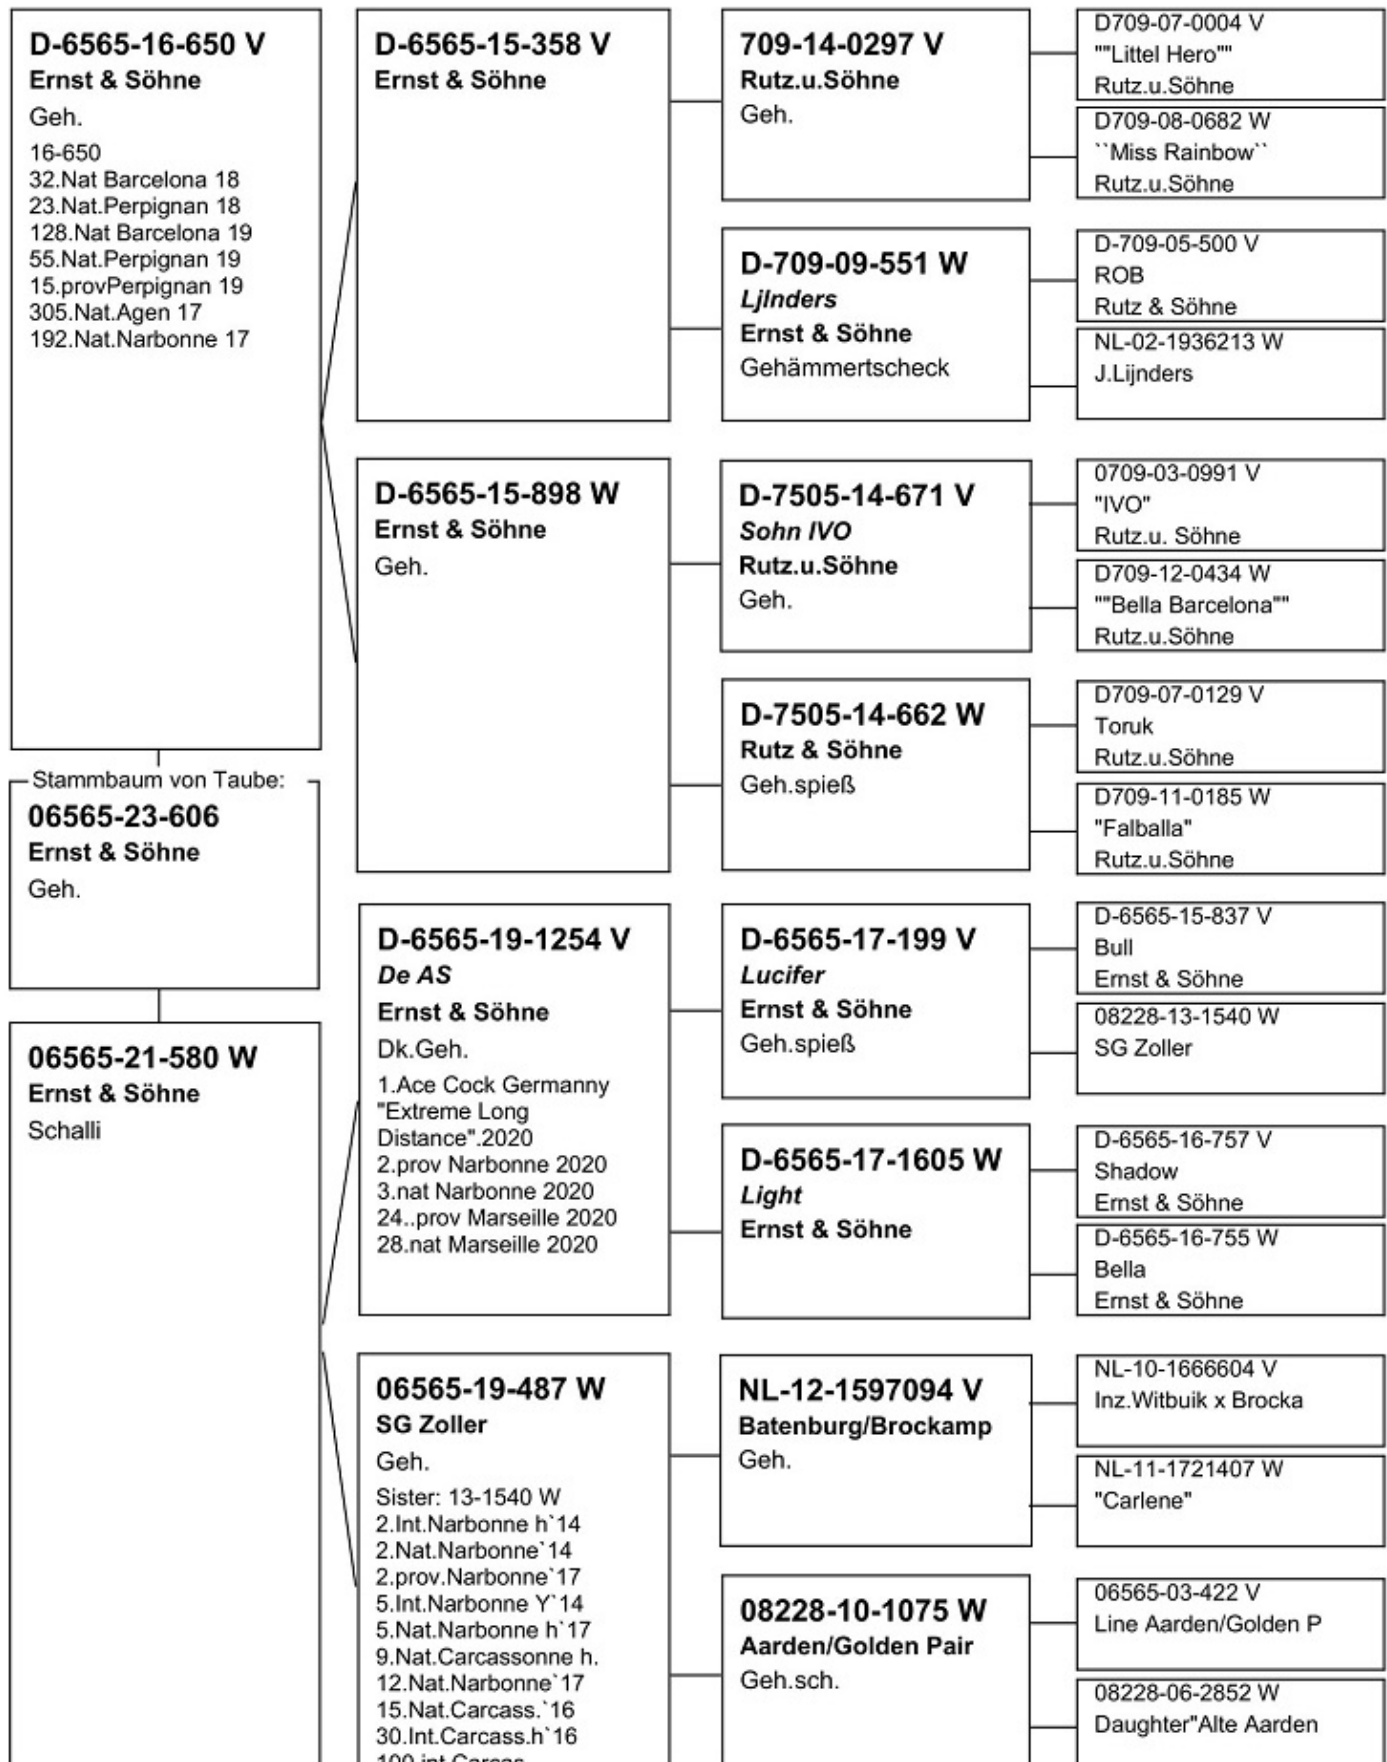 D-6565-16-650 V
Ernst & Söhne
Geh.
16-650
32.Nat Barcelona 18
23.Nat.Perpignan 18
128.Nat Barcelona 19
55.Nat.Perpignan 19
15.provPerpignan 19
305.Nat.Agen 17
192.Nat.Narbonne 17
Stammbaum von Taube:
06565-23-606
Ernst & Söhne
Geh.
06565-21-580 W
Ernst & Söhne
Schalli
D-6565-15-358 V
Ernst & Söhne
D-6565-15-898 W
Ernst & Söhne
Geh.
D-6565-19-1254 V
De AS
Ernst & Söhne
Dk.Geh.
1.Ace Cock Germanny
"Extreme Long
Distance".2020
2.prov Narbonne 2020
3.nat Narbonne 2020
24..prov Marseille 2020
28.nat Marseille 2020
06565-19-487 W
SG Zoller
Geh.
Sister: 13-1540 W
2.Int.Narbonne h`14
2.Nat.Narbonne`14
2.prov.Narbonne`17
5.Int.Narbonne Y`14
5.Nat.Narbonne h`17
9.Nat.Carcassonne h.
12.Nat.Narbonne`17
15.Nat.Carcass.`16
30.Int.Carcass.h`16
100.int.Carcas
709-14-0297 V
Rutz.u.Söhne
Geh.
D-709-09-551 W
Ljlnders
Ernst & Söhne
Gehämmertscheck
D-7505-14-671 V
Sohn IVO
Rutz.u.Söhne
Geh.
D-7505-14-662 W
Rutz & Söhne
Geh.spieß
D-6565-17-199 V
Lucifer
Ernst & Söhne
Geh.spieß
D-6565-17-1605 W
Light
Ernst & Söhne
NL-12-1597094 V
Batenburg/Brockamp
Geh.
08228-10-1075 W
Aarden/Golden Pair
Geh.sch.
D709-07-0004 V
""Littel Hero""
Rutz.u.Söhne
D709-08-0682 W
``Miss Rainbow``
Rutz.u.Söhne
D-709-05-500 V
ROB
Rutz & Söhne
NL-02-1936213 W
J.Lijnders
0709-03-0991 V
"IVO"
Rutz.u. Söhne
D709-12-0434 W
""Bella Barcelona""
Rutz.u.Söhne
D709-07-0129 V
Toruk
Rutz.u.Söhne
D709-11-0185 W
"Falballa"
Rutz.u.Söhne
D-6565-15-837 V
Bull
Ernst & Söhne
08228-13-1540 W
SG Zoller
D-6565-16-757 V
Shadow
Ernst & Söhne
D-6565-16-755 W
Bella
Ernst & Söhne
NL-10-1666604 V
Inz.Witbuik x Brocka
NL-11-1721407 W
"Carlene"
06565-03-422 V
Line Aarden/Golden P
08228-06-2852 W
Daughter"Alte Aarden